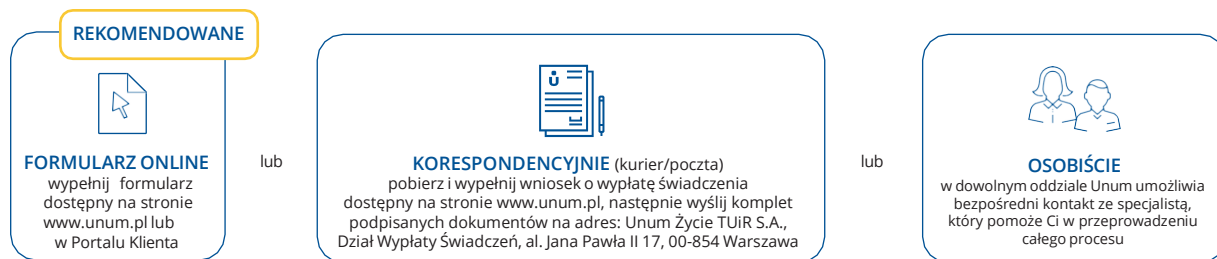 REKOMENDOWANE
FORMULARZ ONLINE
wypełnij formularz
dostępny na stronie
www.unum.pl lub
w Portalu Klienta
lub
KORESPONDENCYJNIE (kurier/poczta)
pobierz i wypełnij wniosek o wypłatę świadczenia
dostępny na stronie www.unum.pl, następnie wyślij komplet
podpisanych dokumentów na adres: Unum Życie TUiR S.A.,
Dział Wypłaty Świadczeń, al. Jana Pawła II 17, 00-854 Warszawa
lub
OSOBIŚCIE
w dowolnym oddziale Unum umożliwia
bezpośredni kontakt ze specjalistą,
który pomoże Ci w przeprowadzeniu
całego procesu